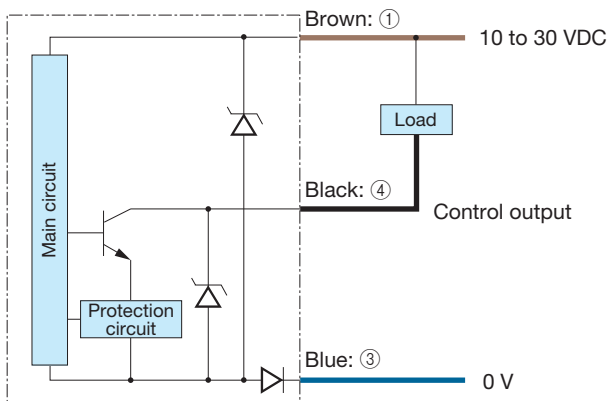 Brown: ①
10 to 30 VDC
Load
Main circuit
Black: ④
Control output
Protection
circuit
Blue: ③
0 V